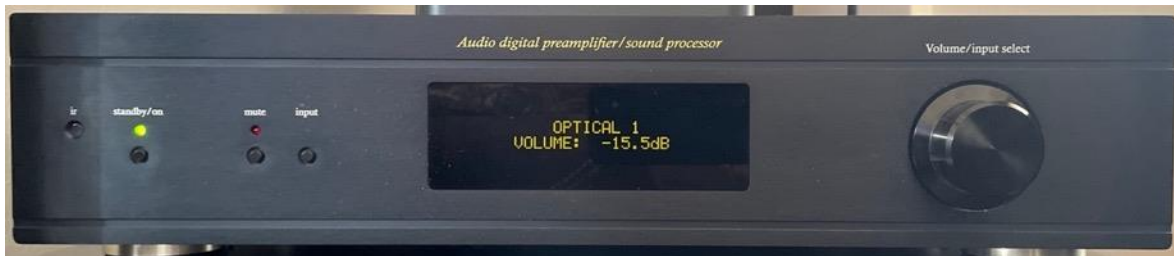 Audio digital preamplifier/sound processor
Volume/input select
ir
standby/on
mute
input
OPTICAL 1
VOLUME: -15.5dB